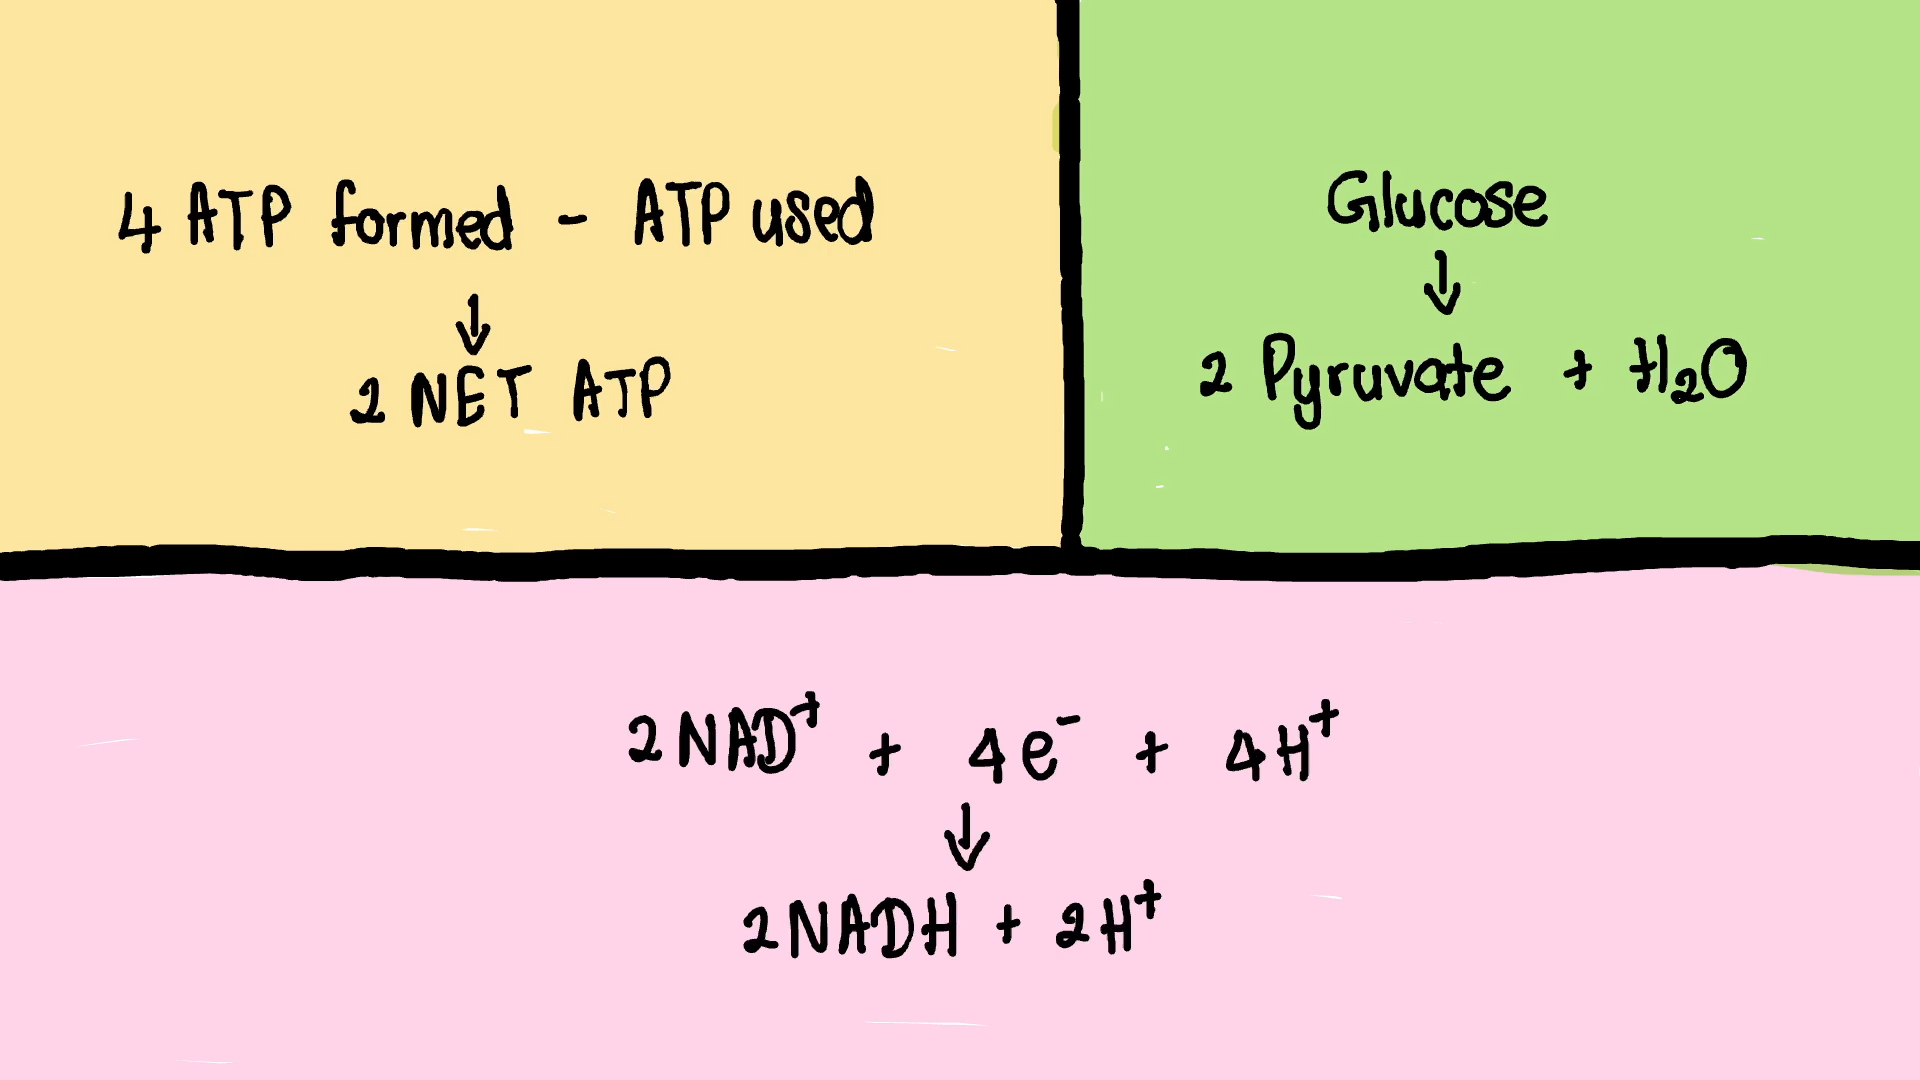 4 ATP formed - ATP used
↓
2 NET ATP
Glucose
↓
2 Pyruvate + H₂O
2NAD⁺ + 4e⁻ + 4H⁺
↓
2NADH + 2H⁺